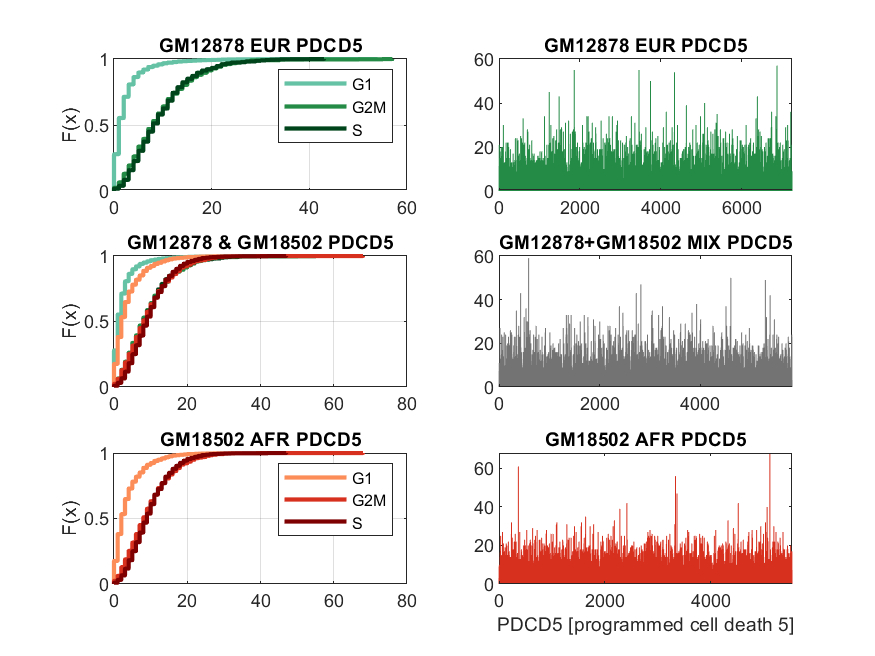 GM12878 EUR PDCD5
1
0.5
0
F(x)
0 20 40 60
G1
G2M
S
GM12878 EUR PDCD5
60
40
20
0
0 2000 4000 6000
GM12878 & GM18502 PDCD5
1
0.5
0
F(x)
0 20 40 60 80
GM12878+GM18502 MIX PDCD5
60
40
20
0
0 2000 4000
GM18502 AFR PDCD5
1
0.5
0
F(x)
0 20 40 60 80
G1
G2M
S
GM18502 AFR PDCD5
60
40
20
0
0 2000 4000
PDCD5 [programmed cell death 5]